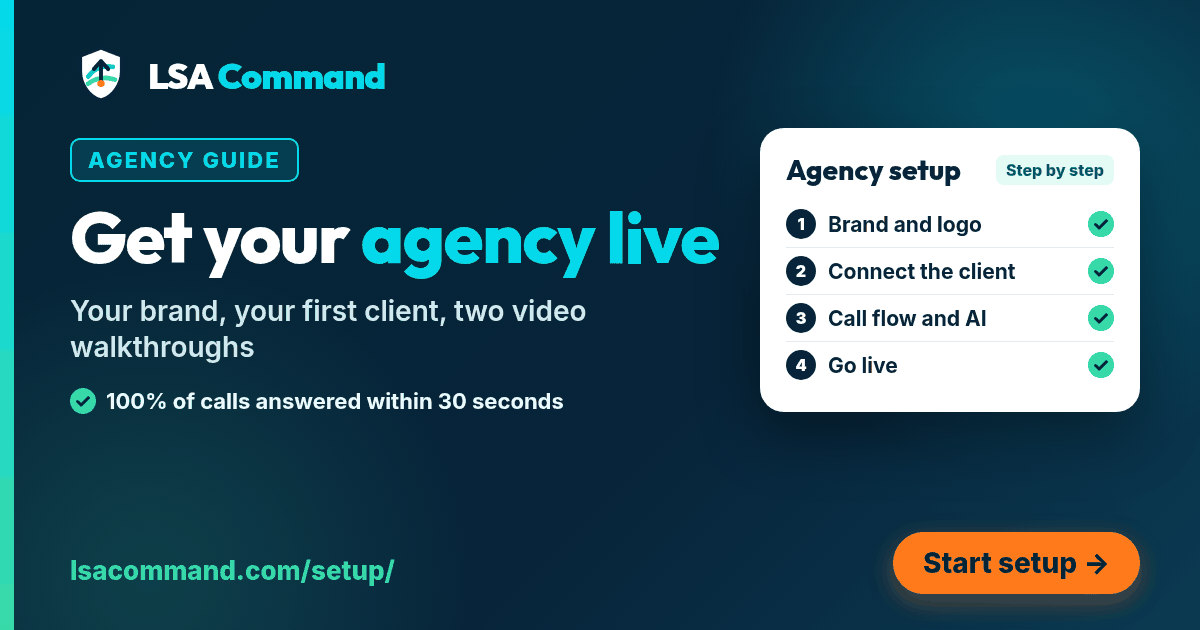 LSA Command
AGENCY GUIDE
Get your agency live
Your brand, your first client, two video
walkthroughs
100% of calls answered within 30 seconds
lsacommand.com/setup/
Agency setup
Step by step
1 Brand and logo
2 Connect the client
3 Call flow and AI
4 Go live
Start setup →